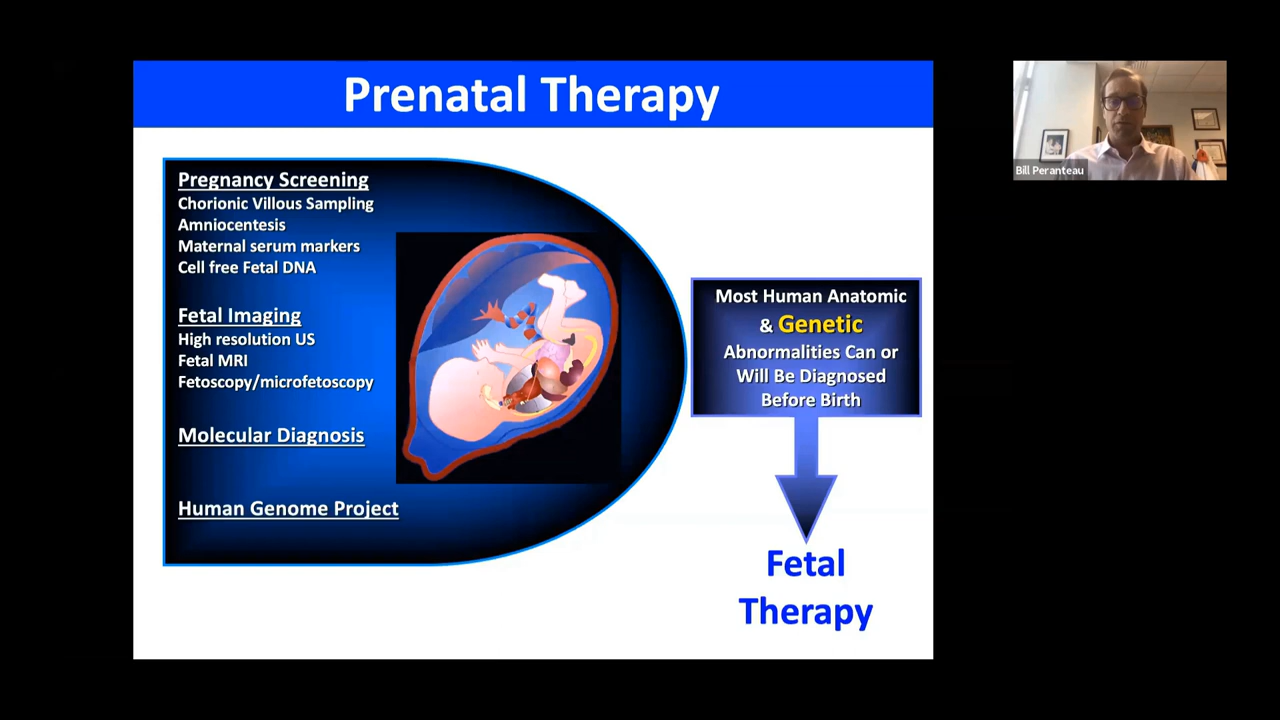 Prenatal Therapy
Pregnancy Screening
Chorionic Villous Sampling
Amniocentesis
Maternal serum markers
Cell free Fetal DNA
Fetal Imaging
High resolution US
Fetal MRI
Fetoscopy/microfetoscopy
Molecular Diagnosis
Human Genome Project
Most Human Anatomic
& Genetic
Abnormalities Can or
Will Be Diagnosed
Before Birth
Fetal
Therapy
Bill Peranteau